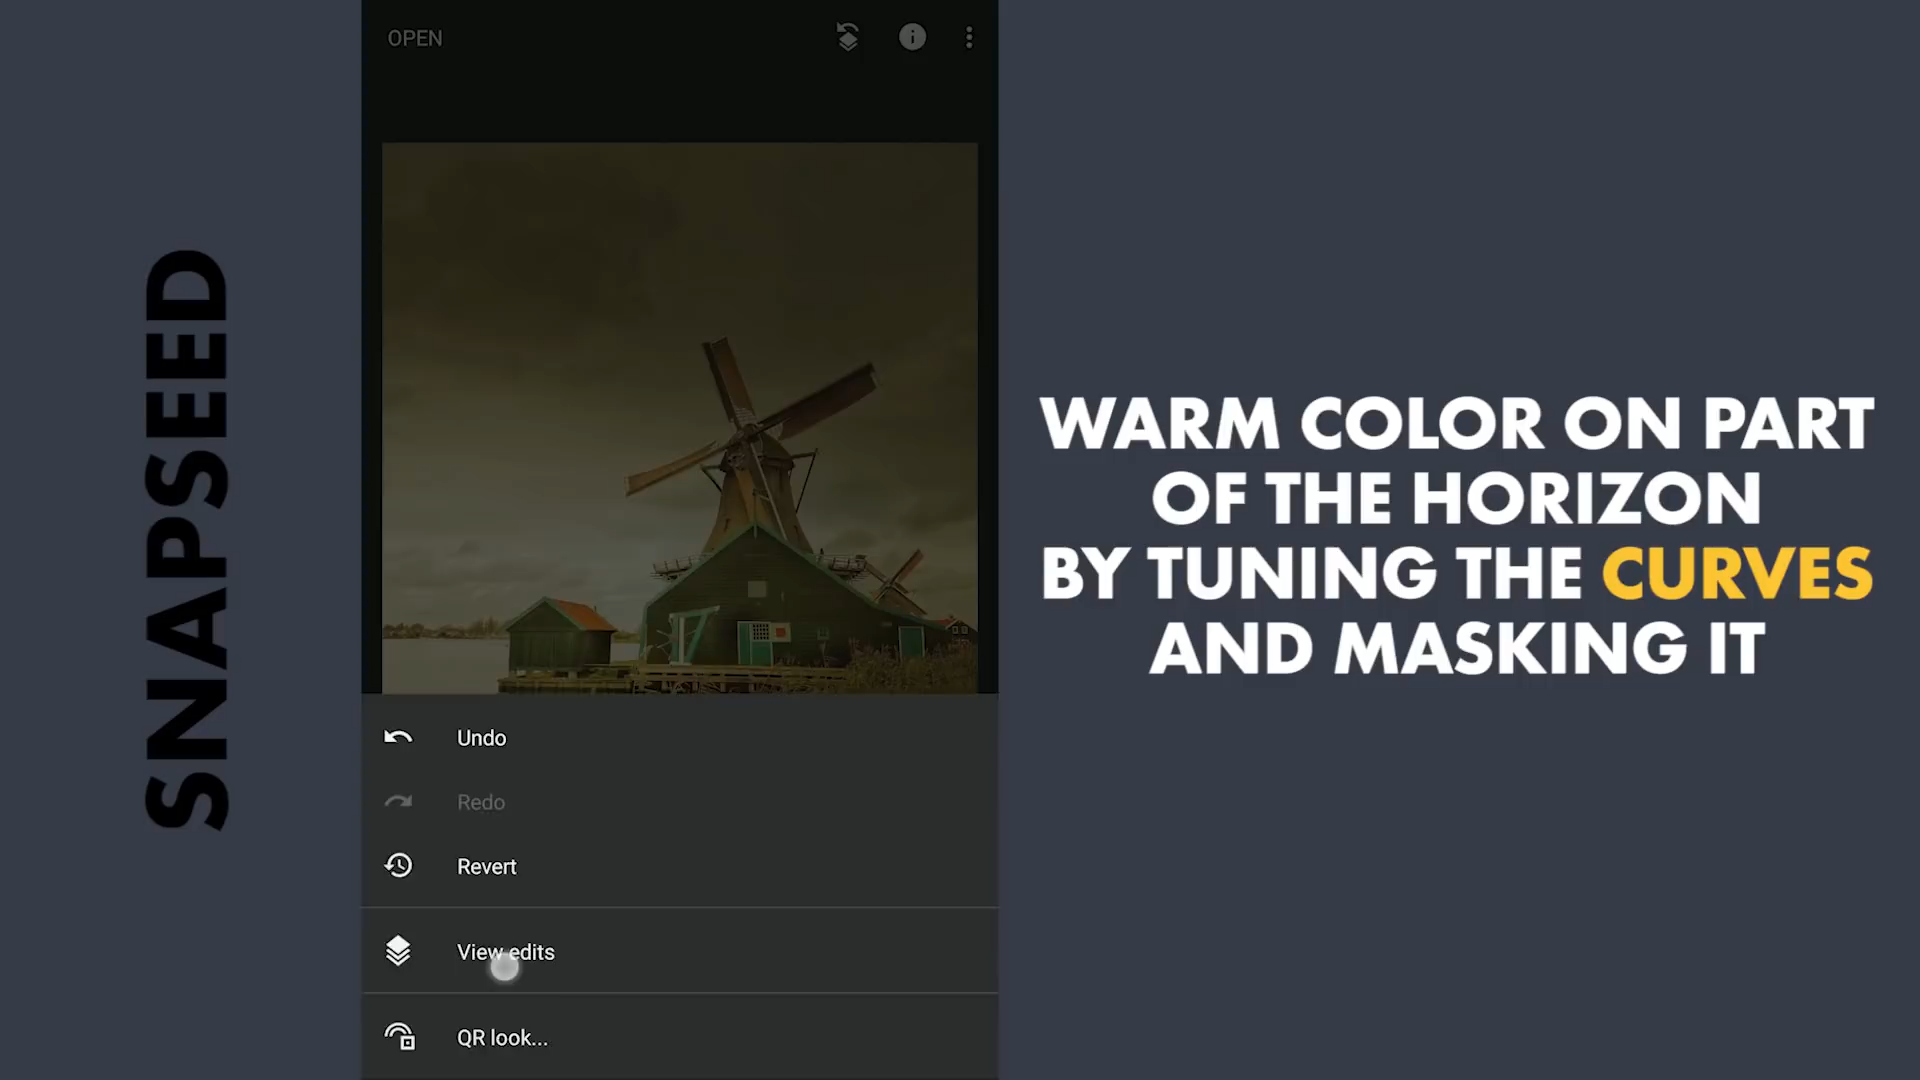 SNAPSEED
OPEN
Undo
Redo
Revert
View edits
QR look...
WARM COLOR ON PART
OF THE HORIZON
BY TUNING THE CURVES
AND MASKING IT